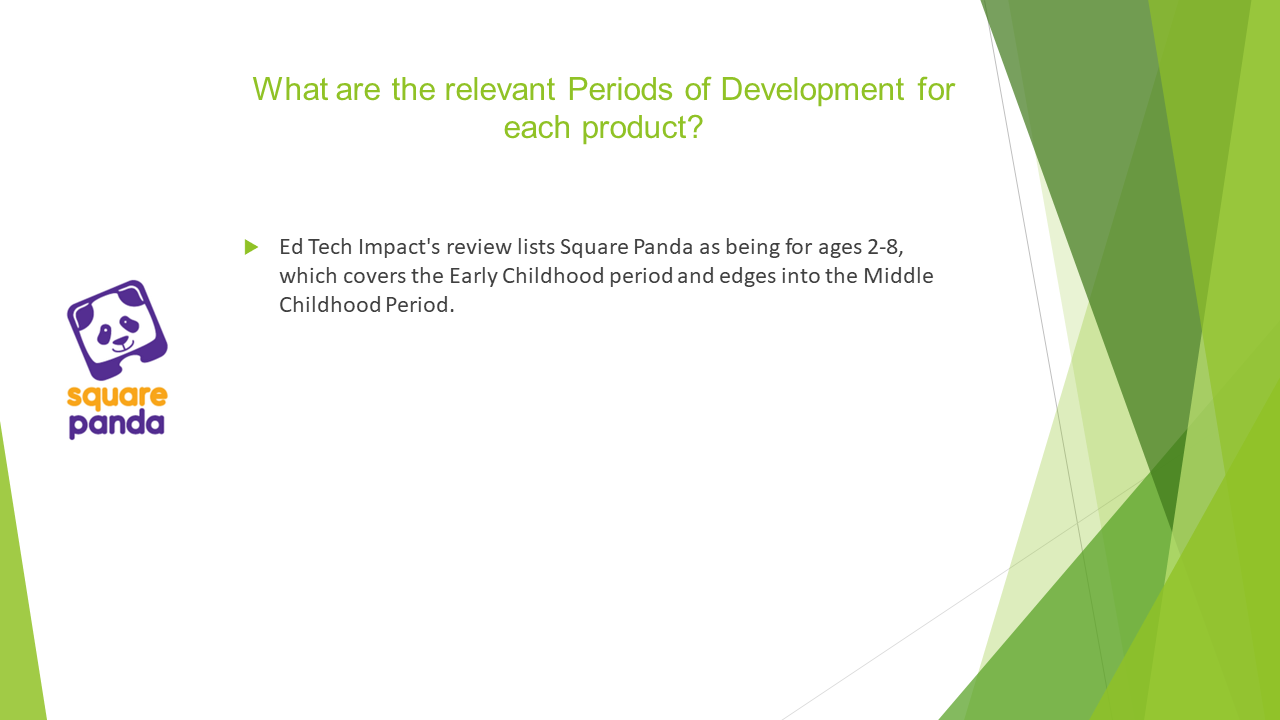 What are the relevant Periods of Development for
each product?
Ed Tech Impact's review lists Square Panda as being for ages 2-8,
which covers the Early Childhood period and edges into the Middle
Childhood Period.
square
panda